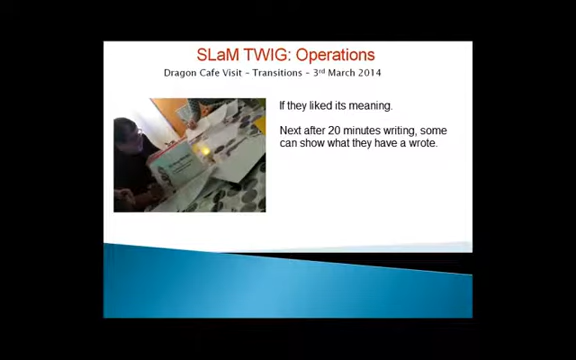 SLaM TWIG: Operations
Dragon Cafe Visit – Transitions – 3rd March 2014
If they liked its meaning.
Next after 20 minutes writing, some
can show what they have a wrote.